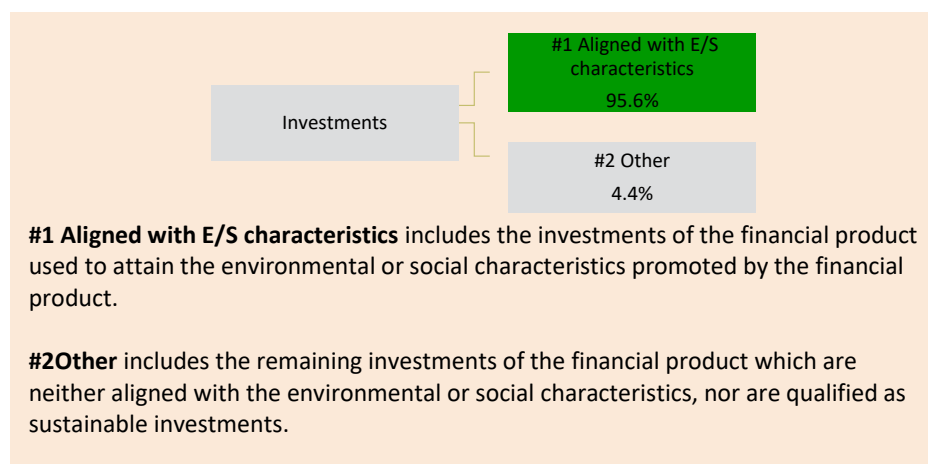 #1 Aligned with E/S
characteristics
95.6%
Investments
#2 Other
4.4%
#1 Aligned with E/S characteristics includes the investments of the financial product
used to attain the environmental or social characteristics promoted by the financial
product.
#2Other includes the remaining investments of the financial product which are
neither aligned with the environmental or social characteristics, nor are qualified as
sustainable investments.